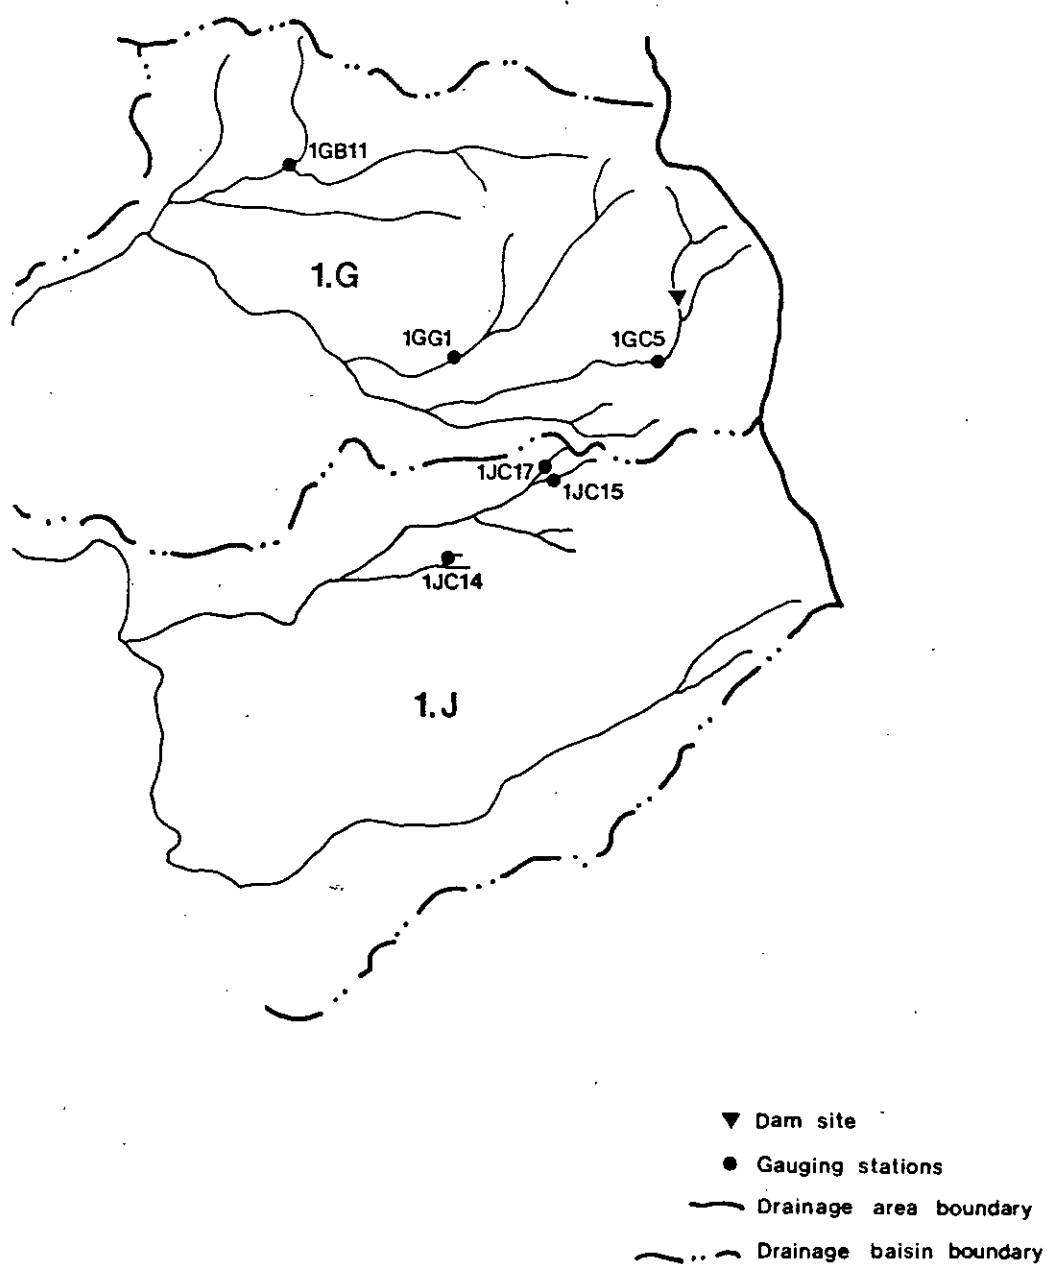 1GB11
1.G
1GG1
1GC5
1JC17
1JC15
1JC14
1.J
Dam site
Gauging stations
Drainage area boundary
Drainage baisin boundary